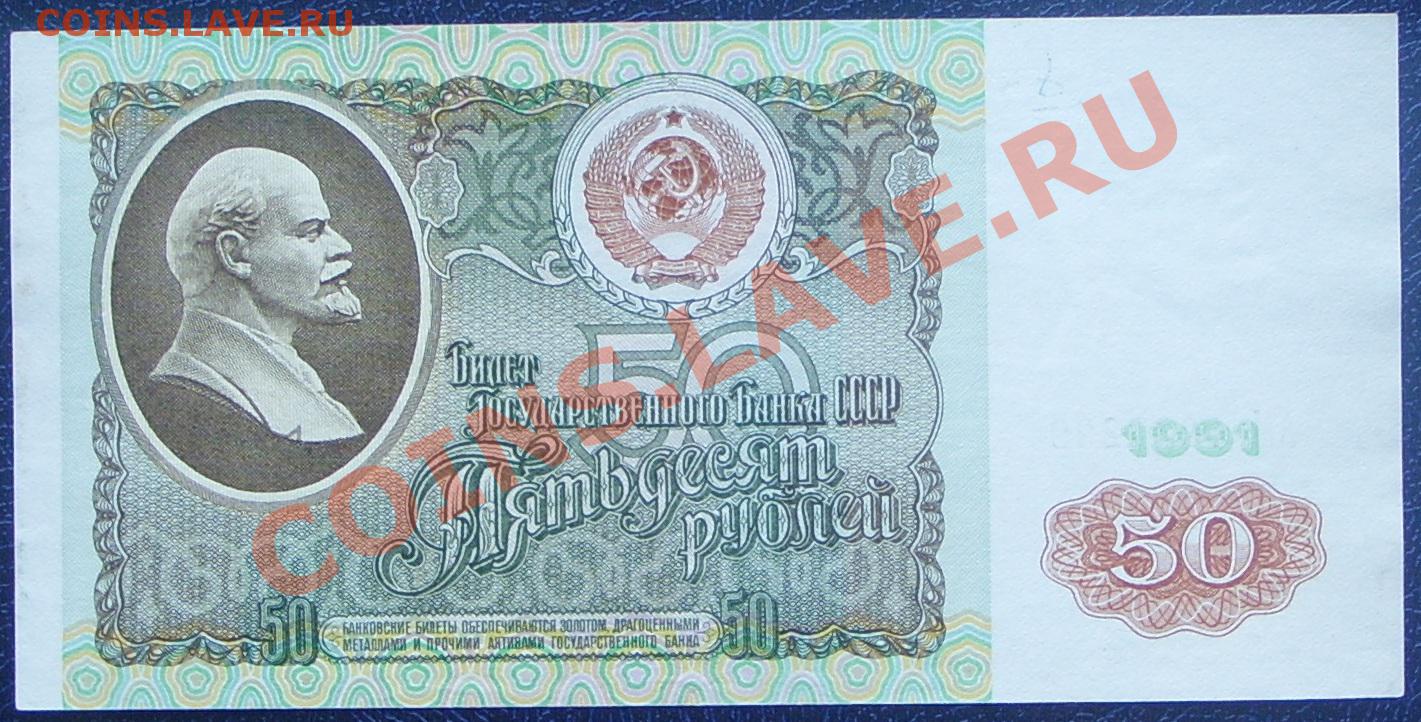 COINS.LAVE.RU
COINS.LAVE.RU
50
Билет
Государственного Банка СССР
Пятьдесят
рублей
1991
50
50
БАНКОВСКИЕ БИЛЕТЫ ОБЕСПЕЧИВАЮТСЯ ЗОЛОТОМ, ДРАГОЦЕННЫМИ
МЕТАЛЛАМИ И ПРОЧИМИ АКТИВАМИ ГОСУДАРСТВЕННОГО БАНКА
50